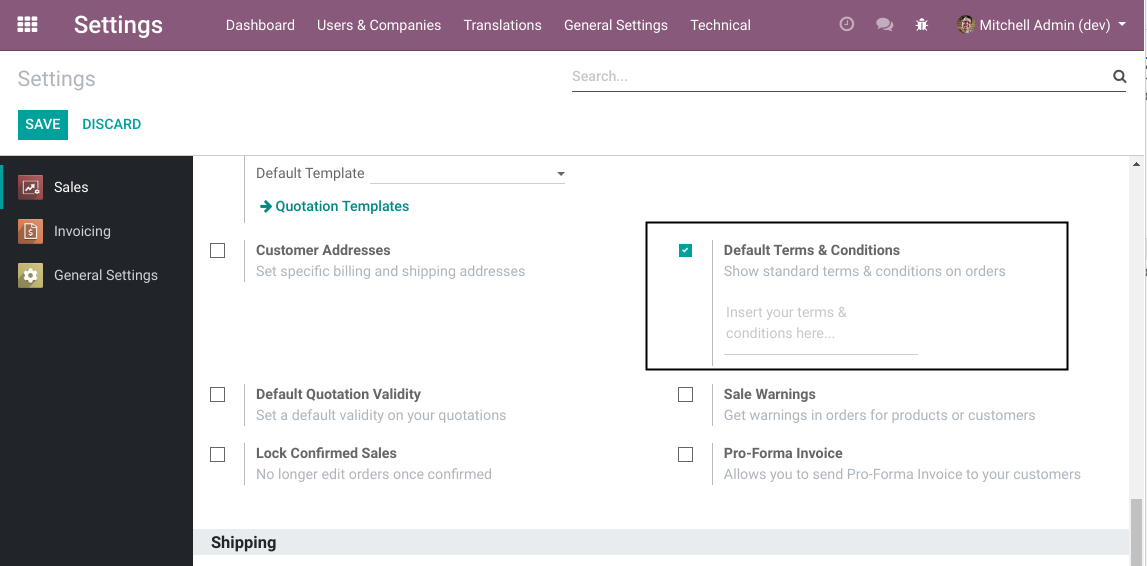 Settings
Dashboard
Users & Companies
Translations
General Settings
Technical
Mitchell Admin (dev)
Settings
Search...
SAVE
DISCARD
Sales
Invoicing
General Settings
Default Template
Quotation Templates
Customer Addresses
Set specific billing and shipping addresses
Default Terms & Conditions
Show standard terms & conditions on orders
Insert your terms &
conditions here...
Default Quotation Validity
Set a default validity on your quotations
Sale Warnings
Get warnings in orders for products or customers
Lock Confirmed Sales
No longer edit orders once confirmed
Pro-Forma Invoice
Allows you to send Pro-Forma Invoice to your customers
Shipping